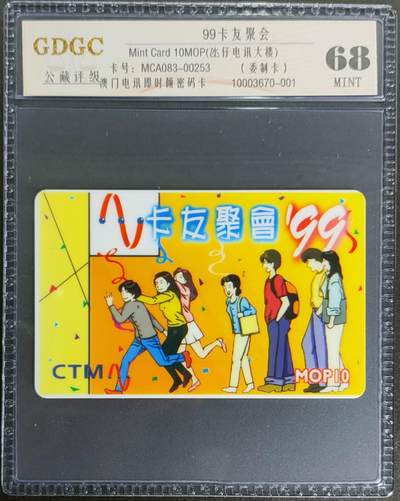 GDGC
公藏评级
99卡友聚会
Mint Card 10MOP(氹仔电讯大楼)
卡号：MCA083-00253 （委制卡）
澳门电讯即时频密码卡 10003670-001
68
MINT
卡友聚會'99
CTM
MOP10